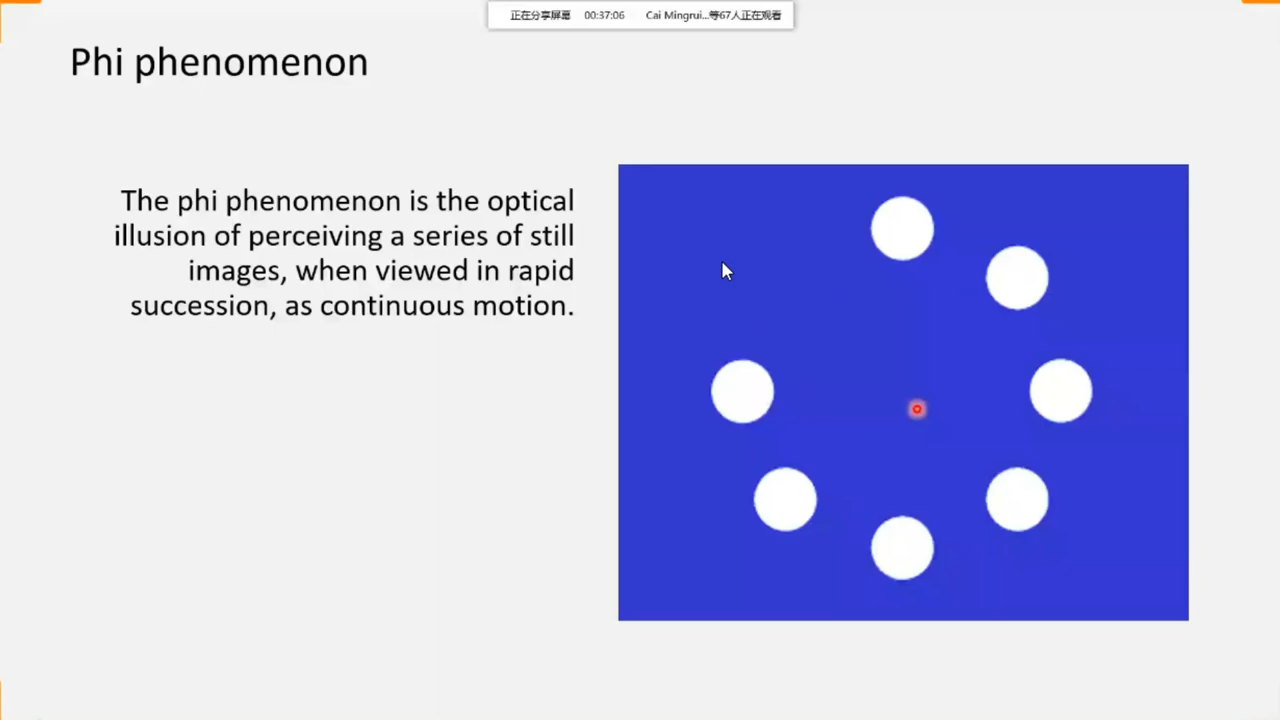 正在分享屏幕 00:37:06 Cai Mingrui...等67人正在观看
Phi phenomenon
The phi phenomenon is the optical
illusion of perceiving a series of still
images, when viewed in rapid
succession, as continuous motion.